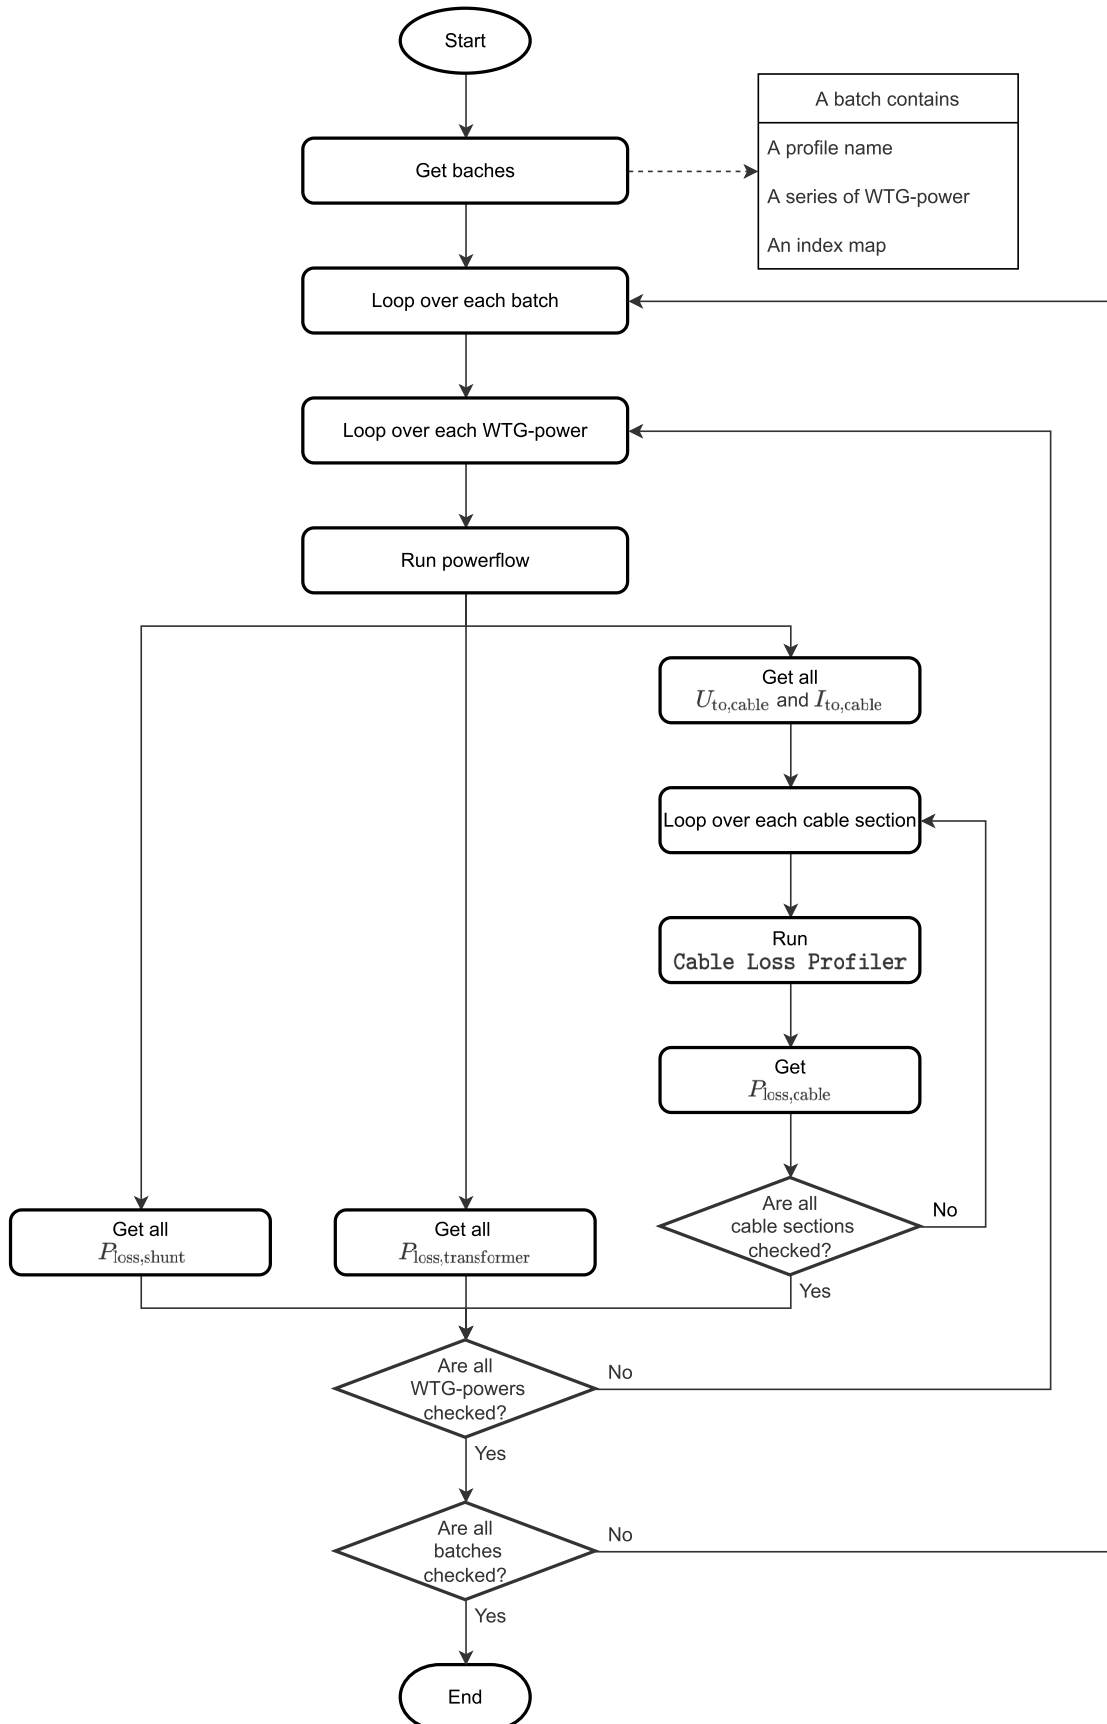 Start
A batch contains
A profile name
A series of WTG-power
An index map
Get baches
Loop over each batch
Loop over each WTG-power
Run powerflow
Get all
U_to,cable and I_to,cable
Loop over each cable section
Run
Cable Loss Profiler
Get
P_loss,cable
Are all
cable sections
checked?
No
Yes
Get all
P_loss,shunt
Get all
P_loss,transformer
Are all
WTG-powers
checked?
No
Yes
Are all
batches
checked?
No
Yes
End